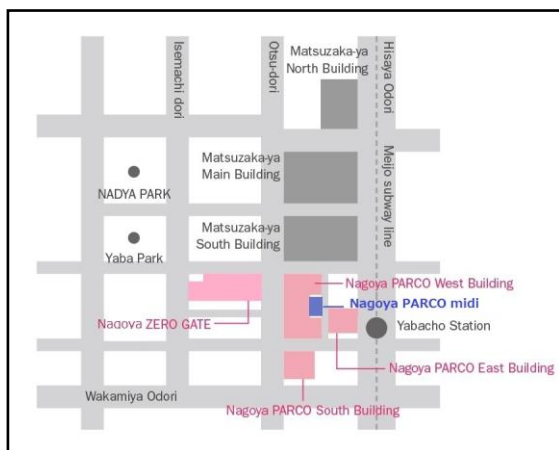 Isemachi dori
Otsu-dori
Hisaya Odori
Matsuzaka-ya
North Building
Meijo subway line
Matsuzaka-ya
Main Building
NADYA PARK
Matsuzaka-ya
South Building
Yaba Park
Nagoya PARCO West Building
Nagoya PARCO midi
Nagoya ZERO GATE
Yabacho Station
Nagoya PARCO East Building
Wakamiya Odori
Nagoya PARCO South Building